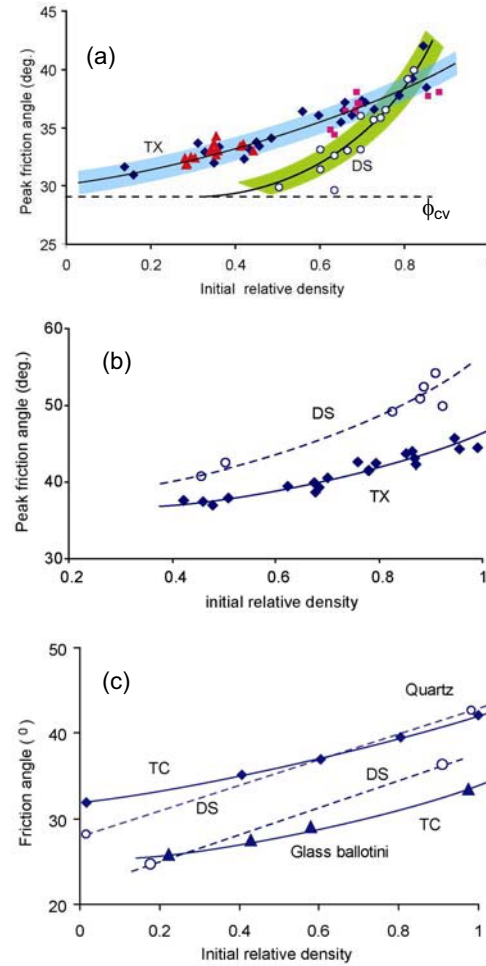 (a)
45
40
35
30
25
Peak friction angle (deg.)
TX
DS
ϕcv
0 0.2 0.4 0.6 0.8
Initial relative density
(b)
60
50
40
30
Peak friction angle (deg.)
DS
TX
0.2 0.4 0.6 0.8 1
initial relative density
(c)
50
40
30
20
Friction angle (⁰)
Quartz
TC
DS
DS
TC
Glass ballotini
0 0.2 0.4 0.6 0.8 1
Initial relative density